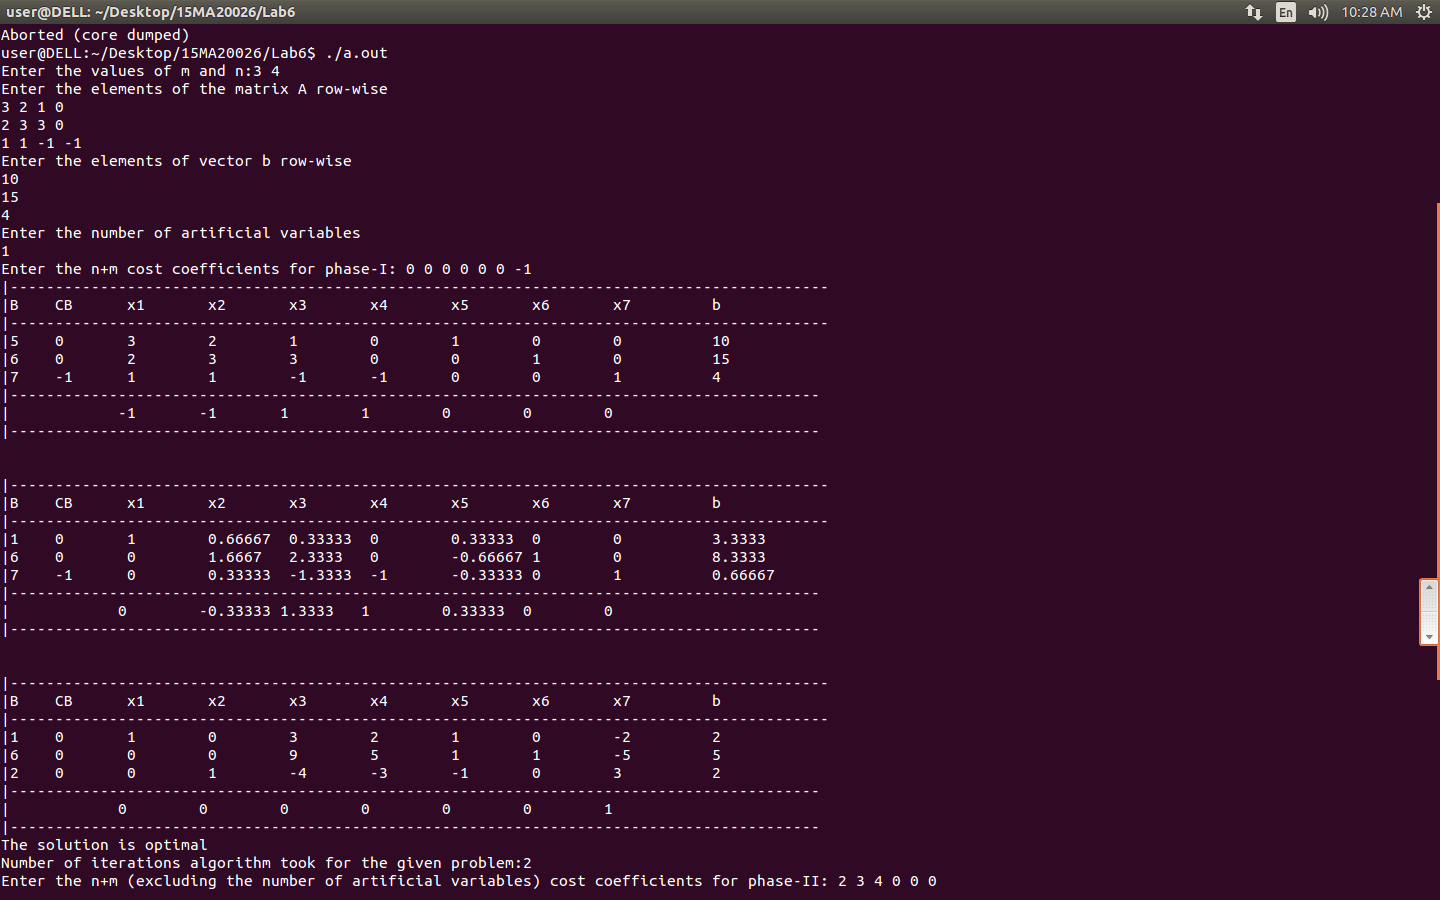 user@DELL: ~/Desktop/15MA20026/Lab6 En 10:28 AM
Aborted (core dumped)
user@DELL:~/Desktop/15MA20026/Lab6$ ./a.out
Enter the values of m and n:3 4
Enter the elements of the matrix A row-wise
3 2 1 0
2 3 3 0
1 1 -1 -1
Enter the elements of vector b row-wise
10
15
4
Enter the number of artificial variables
1
Enter the n+m cost coefficients for phase-I: 0 0 0 0 0 0 -1
|-------------------------------------------------------------------------------------------
|B    CB      x1       x2       x3       x4       x5       x6       x7         b
|-------------------------------------------------------------------------------------------
|5    0       3        2        1        0        1        0        0          10
|6    0       2        3        3        0        0        1        0          15
|7    -1      1        1        -1       -1       0        0        1          4
|------------------------------------------------------------------------------------------
|            -1       -1       1        1        0        0        0
|------------------------------------------------------------------------------------------
|-------------------------------------------------------------------------------------------
|B    CB      x1       x2       x3       x4       x5       x6       x7         b
|-------------------------------------------------------------------------------------------
|1    0       1        0.66667  0.33333  0        0.33333  0        0          3.3333
|6    0       0        1.6667   2.3333   0        -0.66667 1        0          8.3333
|7    -1      0        0.33333  -1.3333  -1       -0.33333 0        1          0.66667
|------------------------------------------------------------------------------------------
|            0        -0.33333 1.3333   1        0.33333  0        0
|------------------------------------------------------------------------------------------
|-------------------------------------------------------------------------------------------
|B    CB      x1       x2       x3       x4       x5       x6       x7         b
|-------------------------------------------------------------------------------------------
|1    0       1        0        3        2        1        0        -2         2
|6    0       0        0        9        5        1        1        -5         5
|2    0       0        1        -4       -3       -1       0        3          2
|------------------------------------------------------------------------------------------
|            0        0        0        0        0        0        1
|------------------------------------------------------------------------------------------
The solution is optimal
Number of iterations algorithm took for the given problem:2
Enter the n+m (excluding the number of artificial variables) cost coefficients for phase-II: 2 3 4 0 0 0